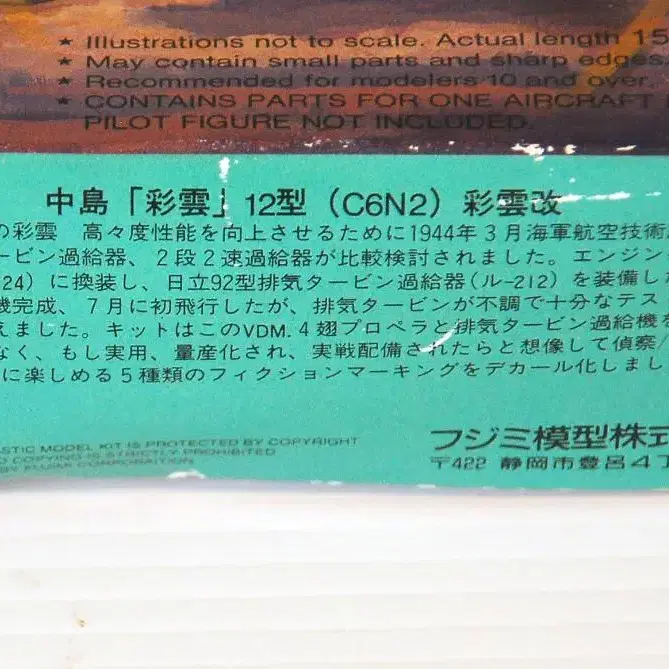 ★ Illustrations not to scale. Actual length 15
★ May contain small parts and sharp edges.
★ Recommended for modelers 10 and over.
★ CONTAINS PARTS FOR ONE AIRCRAFT
PILOT FIGURE NOT INCLUDED.
中島「彩雲」12型(C6N2)彩雲改
の彩雲 高々度性能を向上させるために1944年3月海軍航空技術
ービン過給器、2段2速過給器が比較検討されました。エンジン
24)に換装し、日立92型排気タービン過給器(ル-212)を装備し
機完成、7月に初飛行したが、排気タービンが不調で十分なテス
えました。キットはこのVDM.4翅プロペラと排気タービン過給機を
なく、もし実用、量産化され、実戦配備されたらと想像して偵察/
に楽しめる5種類のフィクションマーキングをデカール化しまし
ASTIC MODEL KIT IS PROTECTED BY COPYRIGHT
D COPYING IS STRICTLY PROHIBITED
BY FUJIMI CORPORATION
フジミ模型株式
〒422 静岡市豊呂4丁